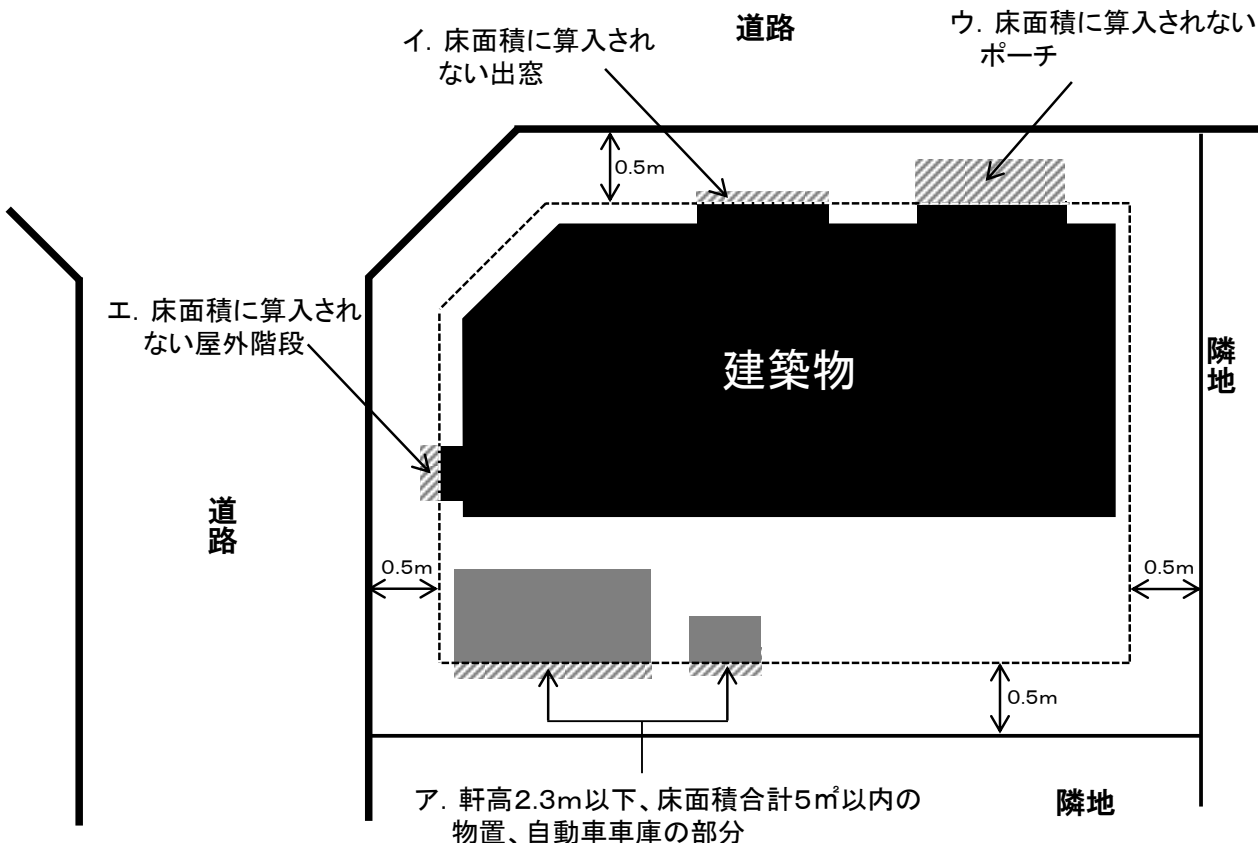 道路
イ．床面積に算入され
ない出窓
ウ．床面積に算入されない
ポーチ
0.5m
エ．床面積に算入され
ない屋外階段
建築物
隣地
道路
0.5m
0.5m
0.5m
ア．軒高2.3m以下、床面積合計5㎡以内の
物置、自動車車庫の部分
隣地